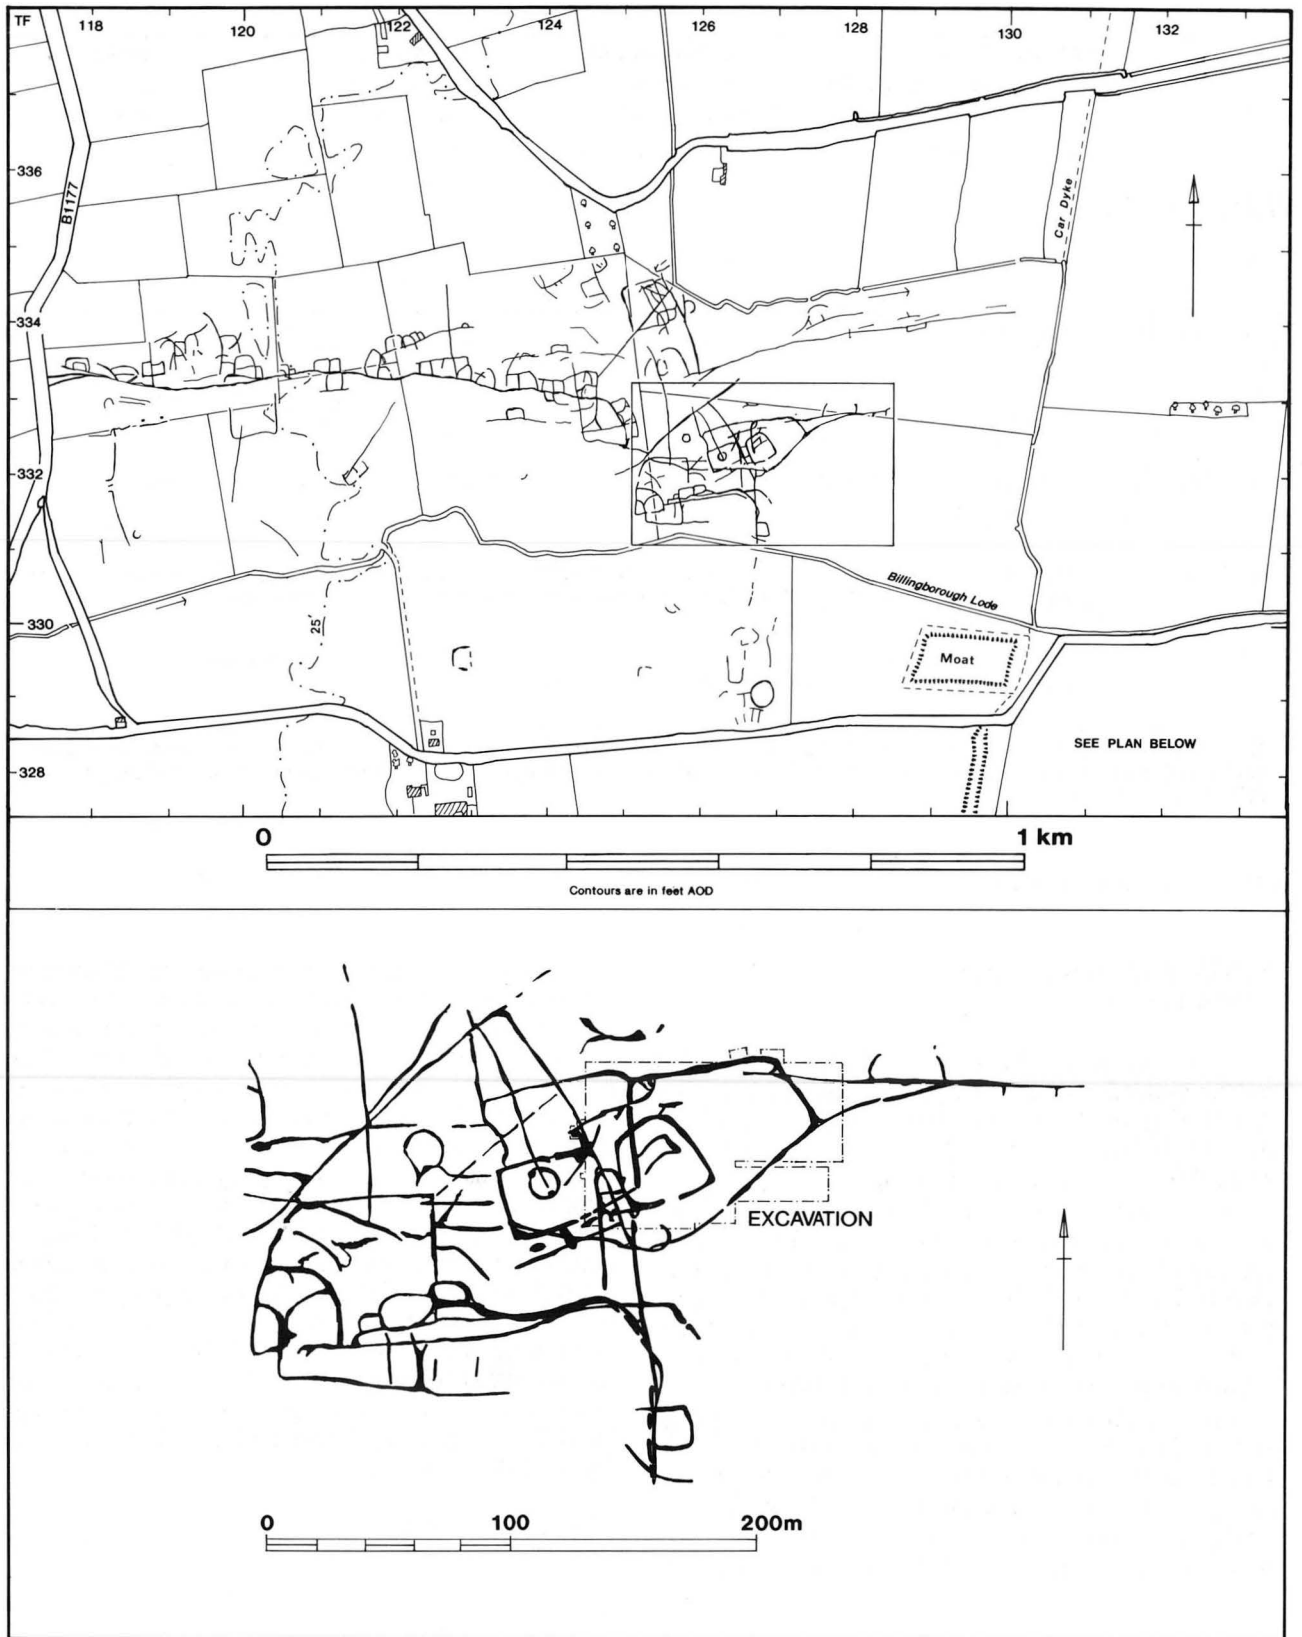 TF 118 120 122 124 126 128 130 132
336
B1177
Car Dyke
334
332
Billingborough Lode
330
25'
Moat
SEE PLAN BELOW
328
0 1 km
Contours are in feet AOD
EXCAVATION
0 100 200m